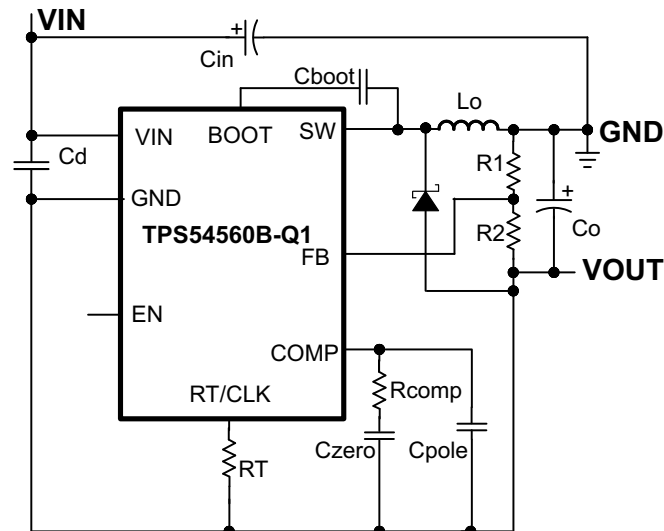 VIN
Cin
+
Cboot
Lo
VIN
BOOT
SW
GND
Cd
R1
GND
+
TPS54560B-Q1
R2
Co
FB
VOUT
EN
COMP
RT/CLK
Rcomp
RT
Czero
Cpole